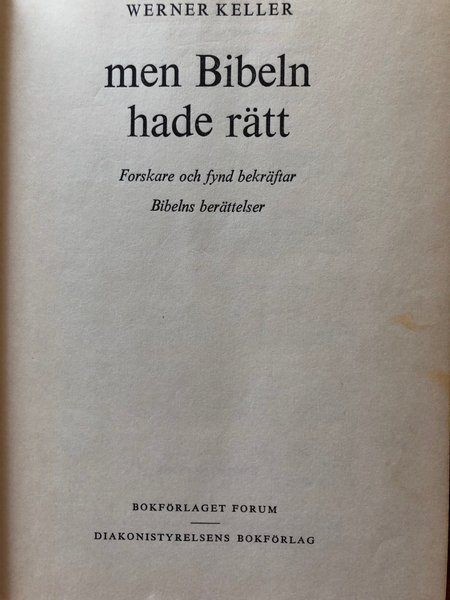 WERNER KELLER
men Bibeln
hade rätt
Forskare och fynd bekräftar
Bibelns berättelser
BOKFÖRLAGET FORUM
DIAKONISTYRELSENS BOKFÖRLAG